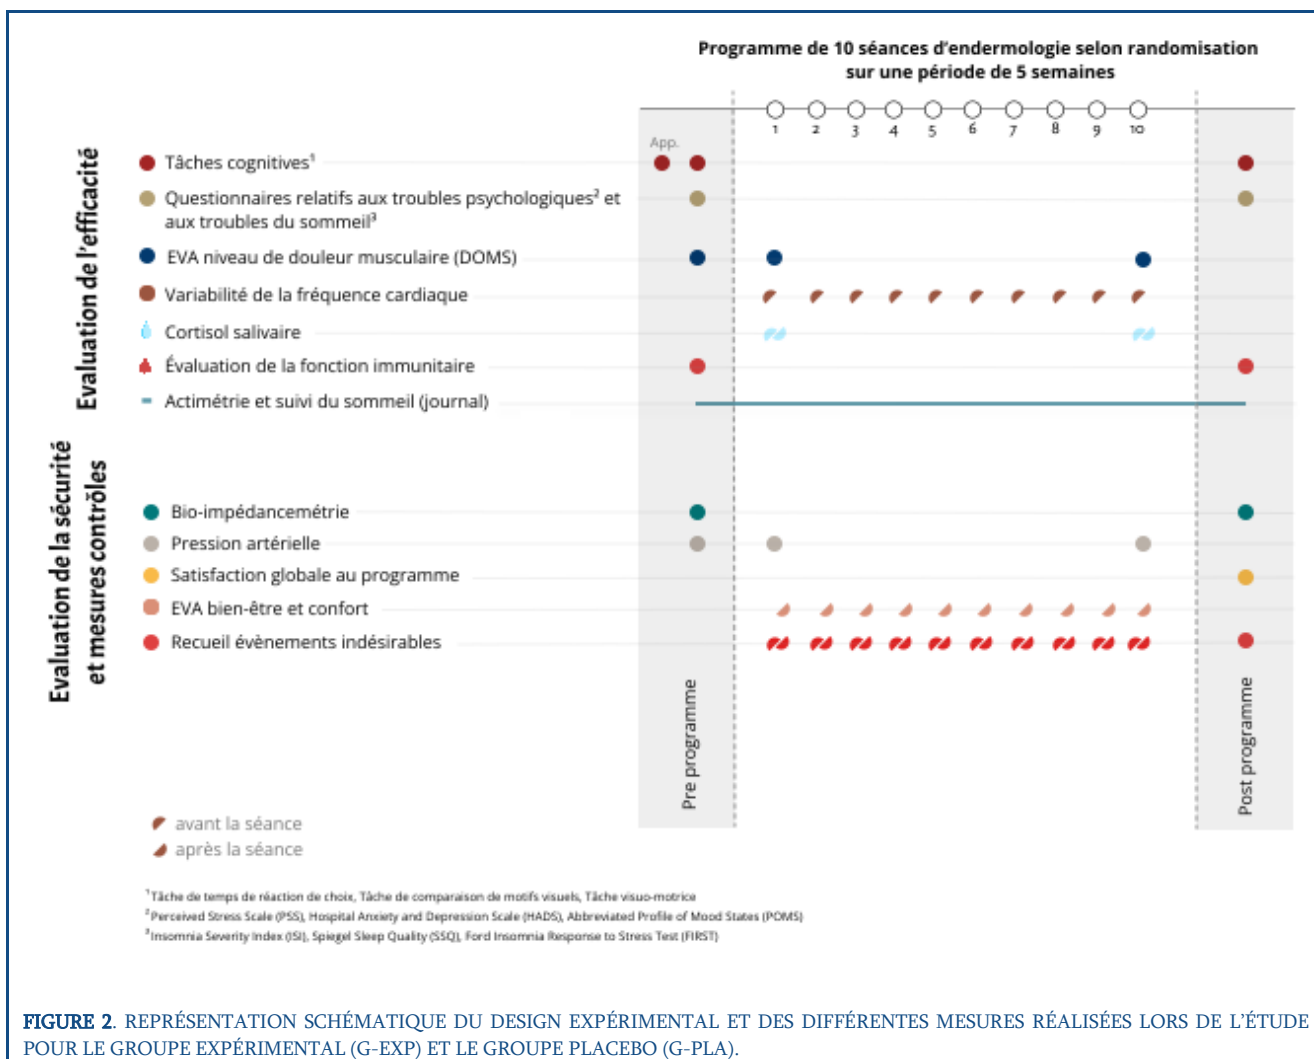 Programme de 10 séances d’endermologie selon randomisation
sur une période de 5 semaines
1 2 3 4 5 6 7 8 9 10
App.
Evaluation de l’efficacité
Tâches cognitives¹
Questionnaires relatifs aux troubles psychologiques² et
aux troubles du sommeil³
EVA niveau de douleur musculaire (DOMS)
Variabilité de la fréquence cardiaque
Cortisol salivaire
Évaluation de la fonction immunitaire
Actimétrie et suivi du sommeil (journal)
Evaluation de la sécurité
et mesures contrôles
Bio-impédancemétrie
Pression artérielle
Satisfaction globale au programme
EVA bien-être et confort
Recueil évènements indésirables
Pre programme
Post programme
avant la séance
après la séance
¹Tâche de temps de réaction de choix, Tâche de comparaison de motifs visuels, Tâche visuo-motrice
²Perceived Stress Scale (PSS), Hospital Anxiety and Depression Scale (HADS), Abbreviated Profile of Mood States (POMS)
³Insomnia Severity Index (ISI), Spiegel Sleep Quality (SSQ), Ford Insomnia Response to Stress Test (FIRST)
FIGURE 2. REPRÉSENTATION SCHÉMATIQUE DU DESIGN EXPÉRIMENTAL ET DES DIFFÉRENTES MESURES RÉALISÉES LORS DE L’ÉTUDE
POUR LE GROUPE EXPÉRIMENTAL (G-EXP) ET LE GROUPE PLACEBO (G-PLA).